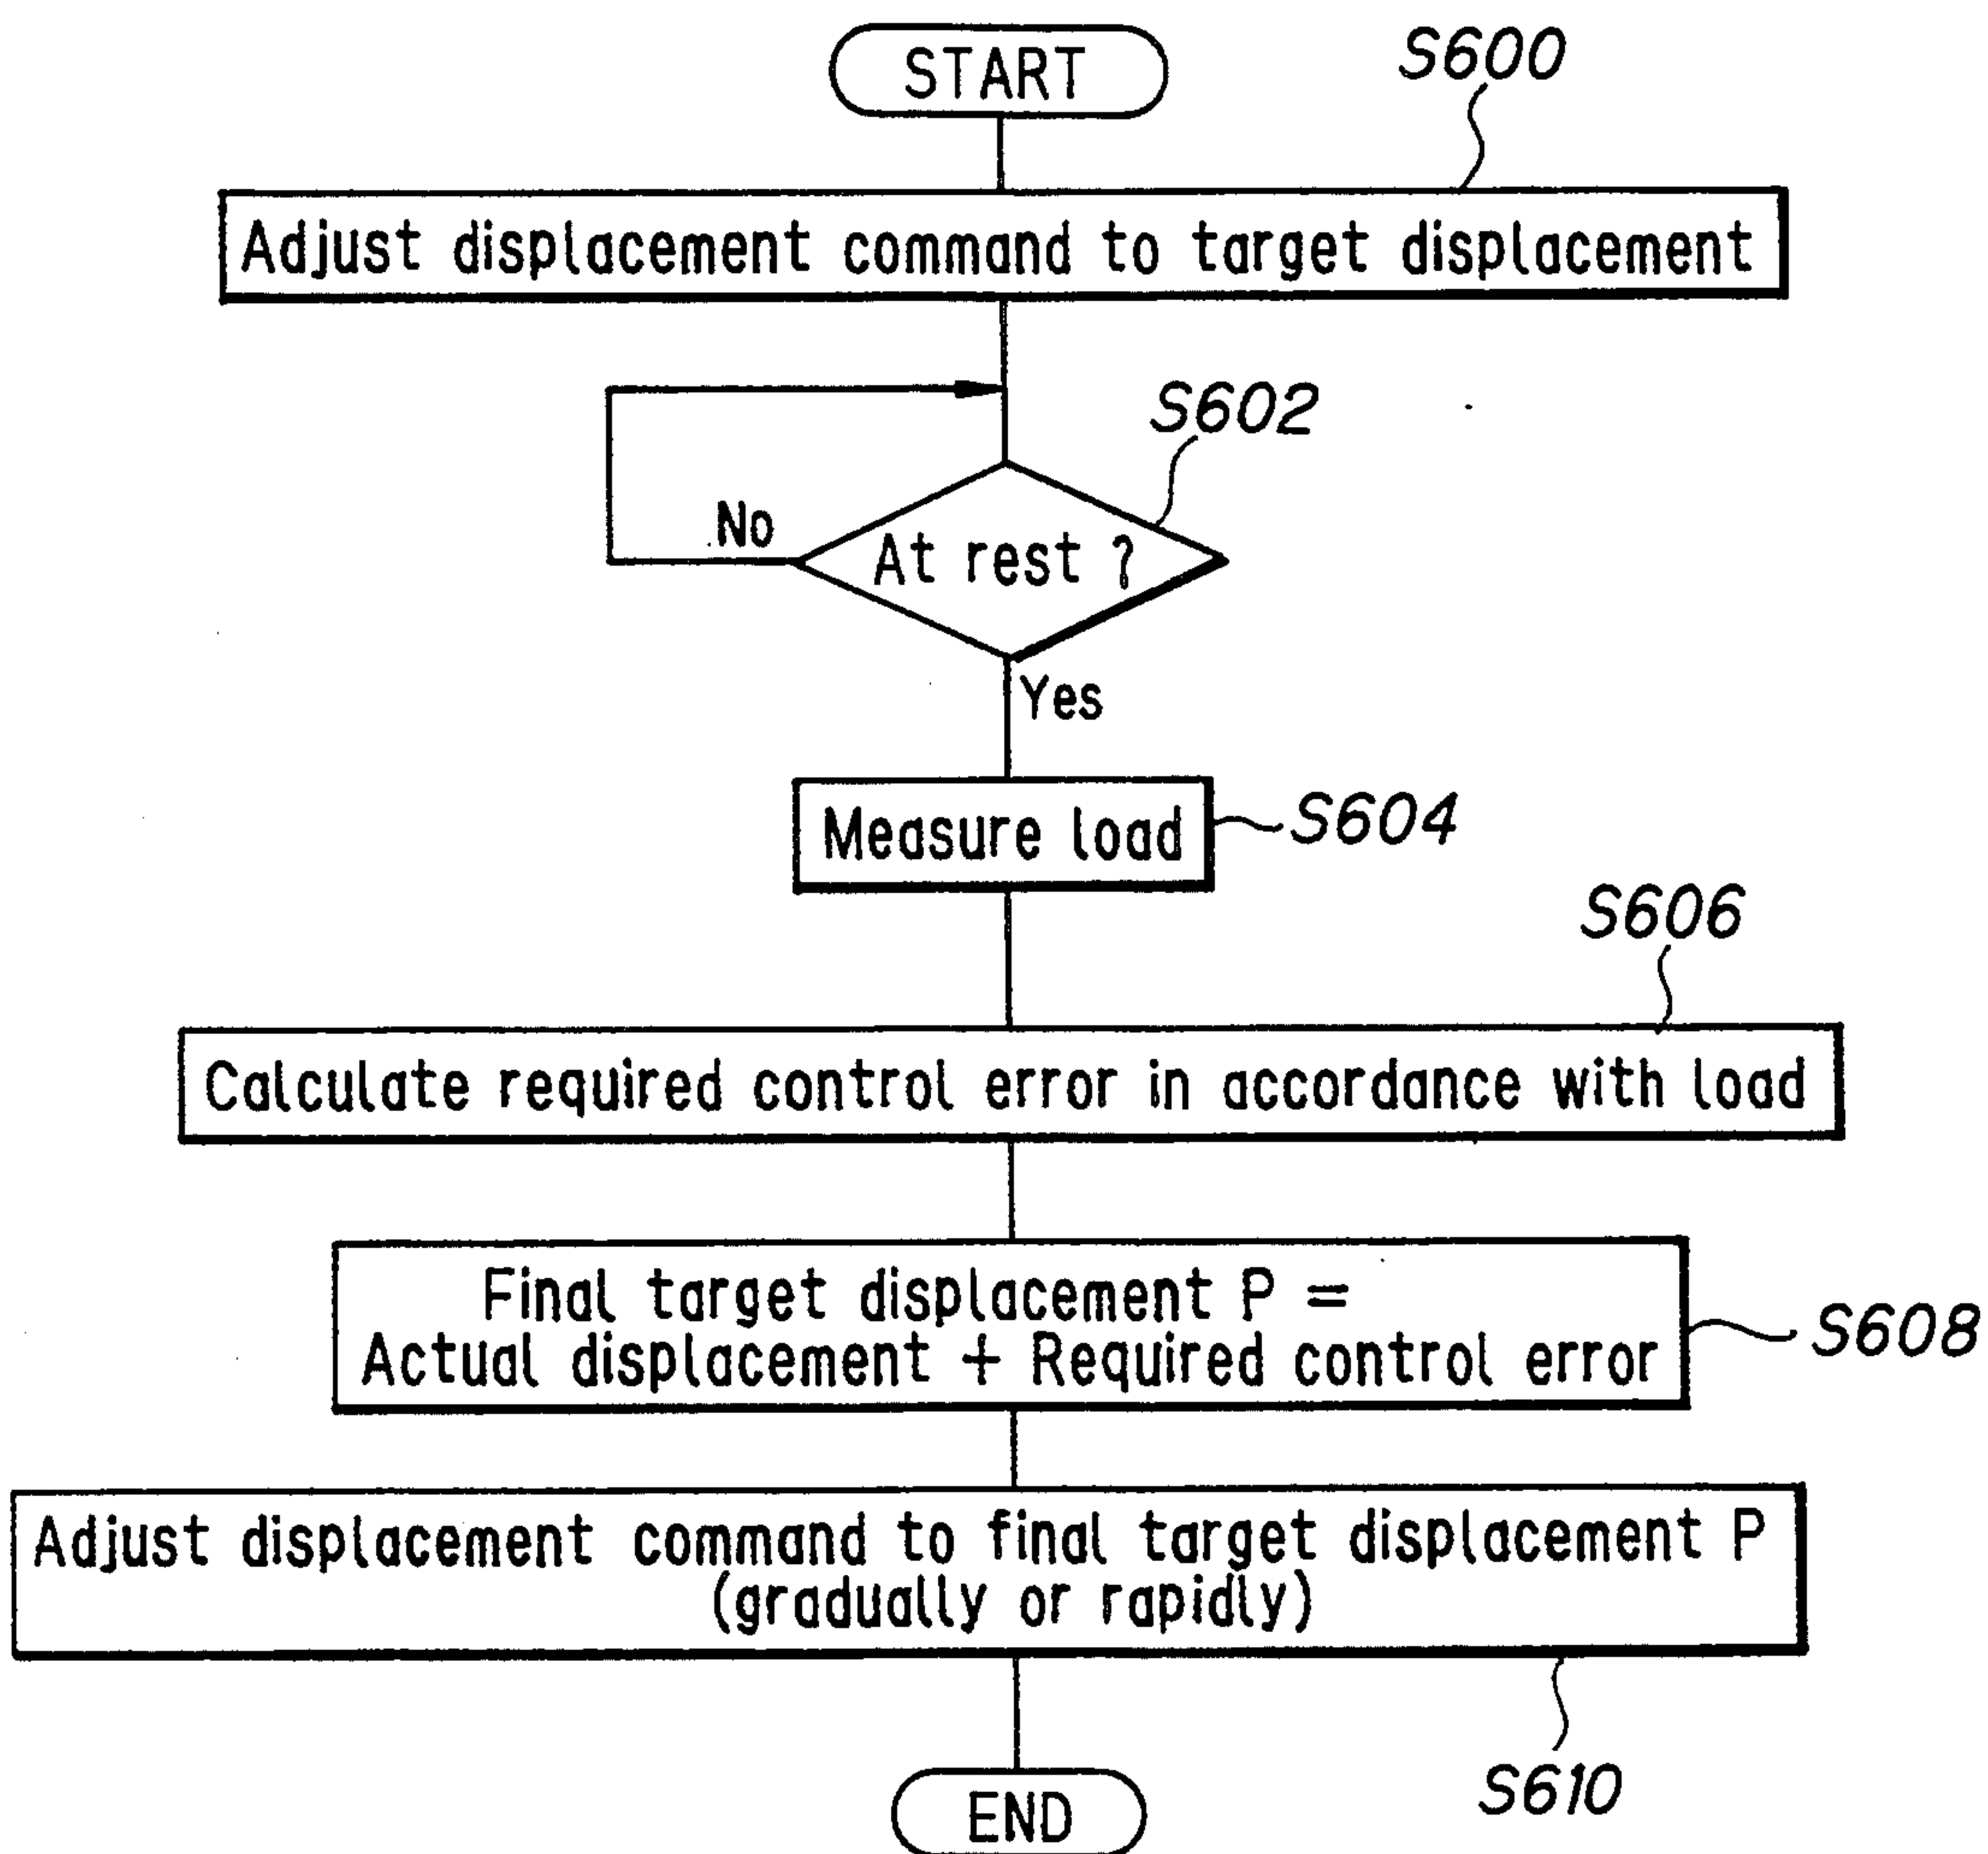 START
S600
Adjust displacement command to target displacement
S602
No
At rest ?
Yes
Measure load
S604
S606
Calculate required control error in accordance with load
Final target displacement P =
Actual displacement + Required control error
S608
Adjust displacement command to final target displacement P
(gradually or rapidly)
S610
END